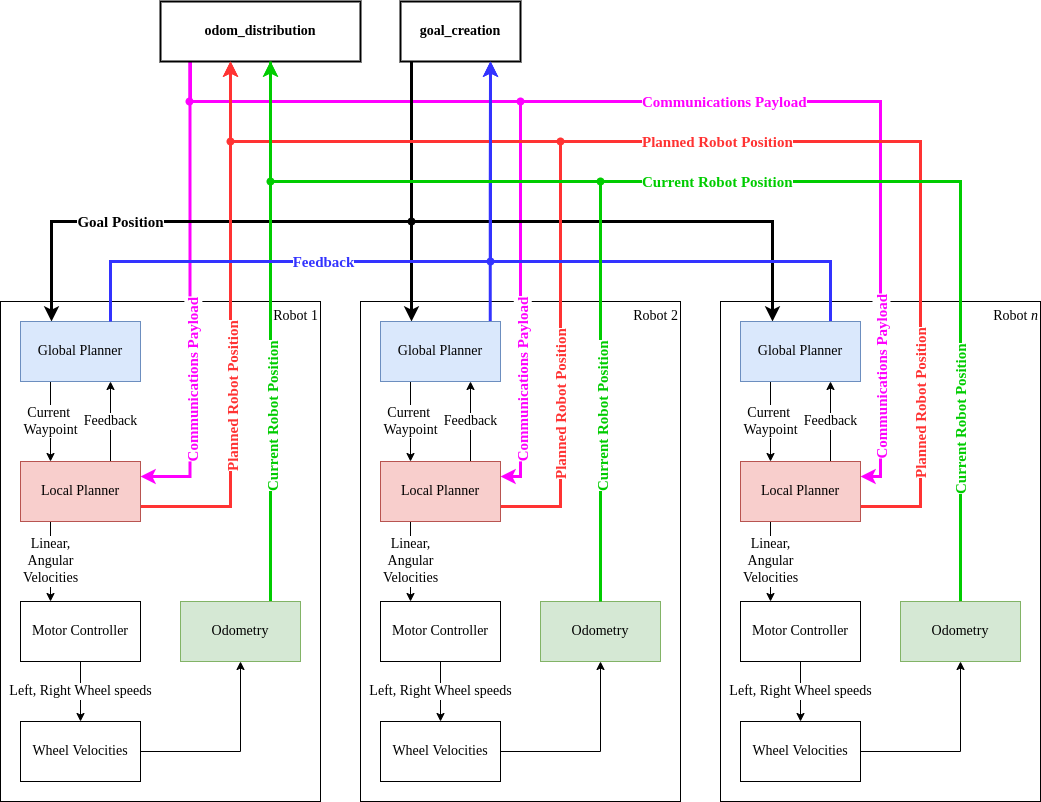 odom_distribution
goal_creation
Communications Payload
Planned Robot Position
Current Robot Position
Goal Position
Feedback
Robot 1
Global Planner
Current
Waypoint
Feedback
Local Planner
Linear,
Angular
Velocities
Motor Controller
Left, Right Wheel speeds
Wheel Velocities
Odometry
Communications Payload
Planned Robot Position
Current Robot Position
Robot 2
Global Planner
Current
Waypoint
Feedback
Local Planner
Linear,
Angular
Velocities
Motor Controller
Left, Right Wheel speeds
Wheel Velocities
Odometry
Communications Payload
Planned Robot Position
Current Robot Position
Robot n
Global Planner
Current
Waypoint
Feedback
Local Planner
Linear,
Angular
Velocities
Motor Controller
Left, Right Wheel speeds
Wheel Velocities
Odometry
Communications Payload
Planned Robot Position
Current Robot Position